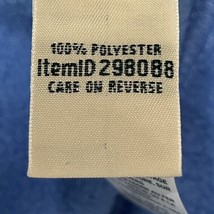 100% POLYESTER
ItemID 298088
CARE ON REVERSE